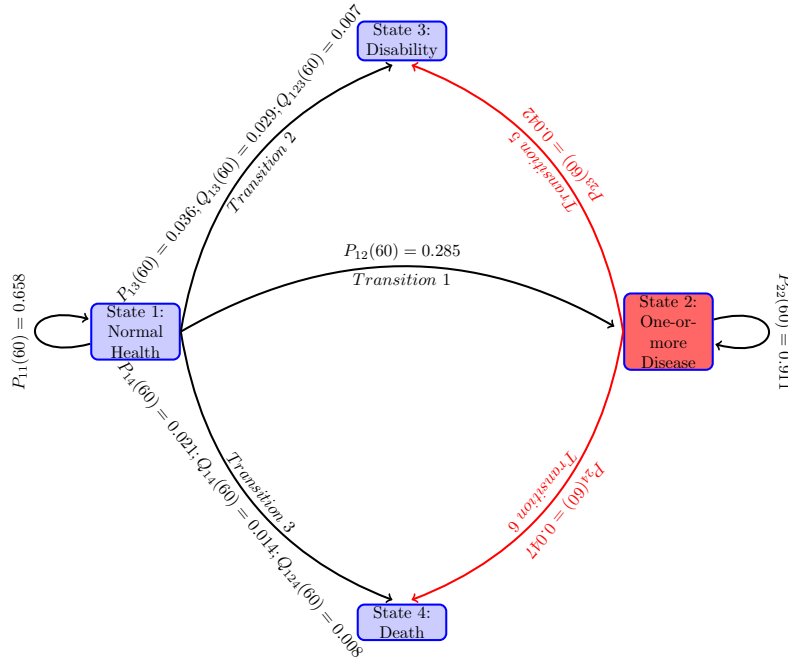 State 3:
Disability
P₁₃(60) = 0.036; Q₁₃(60) = 0.029; Q₁₂₃(60) = 0.007
Transition 2
P₂₃(60) = 0.042
Transition 5
P₁₂(60) = 0.285
Transition 1
P₁₁(60) = 0.658
State 1:
Normal
Health
State 2:
One-or-
more
Disease
P₂₂(60) = 0.911
P₁₄(60) = 0.021; Q₁₄(60) = 0.014; Q₁₂₄(60) = 0.008
Transition 3
P₂₄(60) = 0.047
Transition 6
State 4:
Death